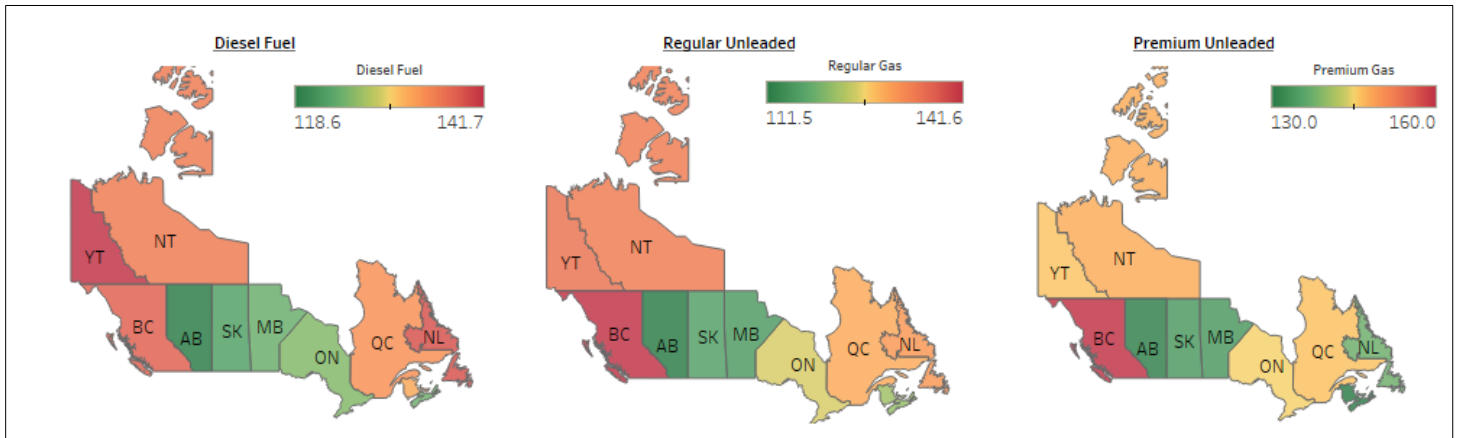 Diesel Fuel
Diesel Fuel
118.6 141.7
NT
YT
BC
AB
SK
MB
ON
QC
NL
Regular Unleaded
Regular Gas
111.5 141.6
NT
YT
BC
AB
SK
MB
ON
QC
NL
Premium Unleaded
Premium Gas
130.0 160.0
NT
YT
BC
AB
SK
MB
ON
QC
NL